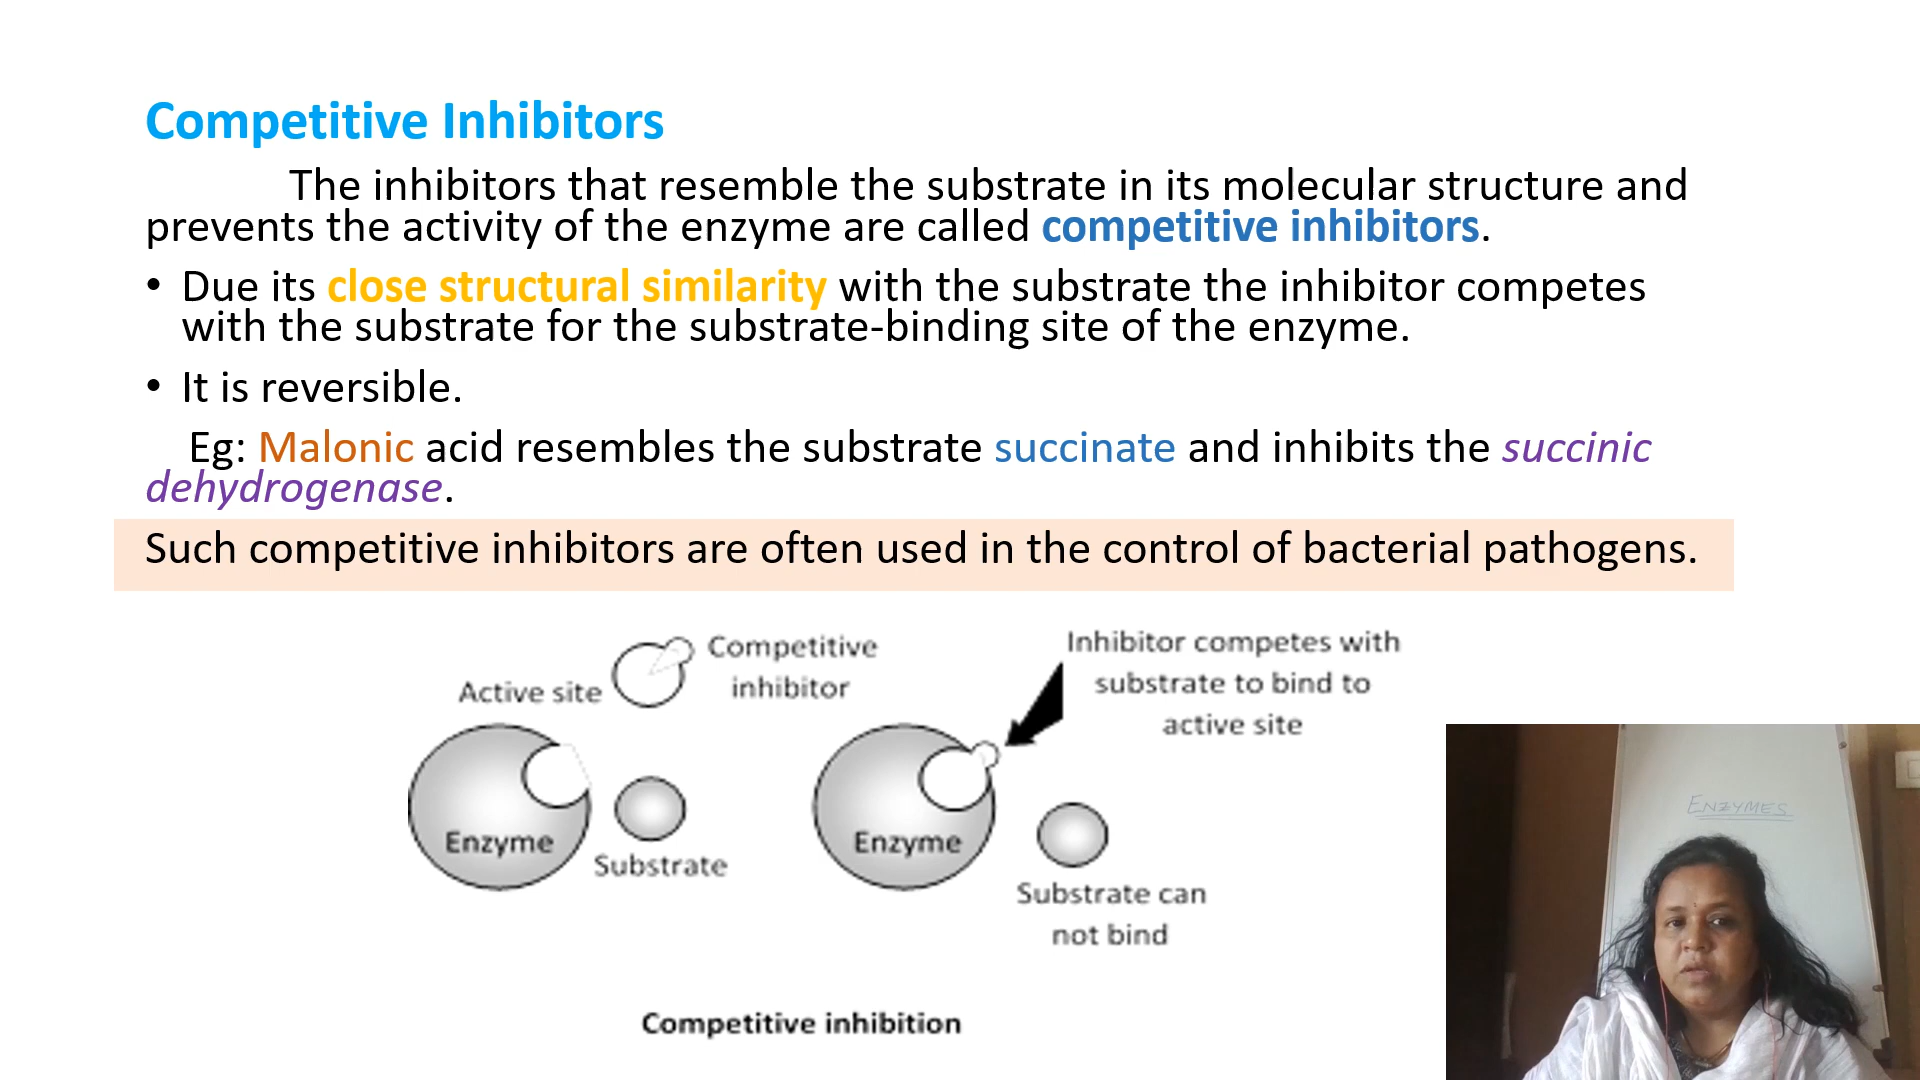 Competitive Inhibitors
The inhibitors that resemble the substrate in its molecular structure and
prevents the activity of the enzyme are called competitive inhibitors.
• Due its close structural similarity with the substrate the inhibitor competes
with the substrate for the substrate-binding site of the enzyme.
• It is reversible.
Eg: Malonic acid resembles the substrate succinate and inhibits the succinic
dehydrogenase.
Such competitive inhibitors are often used in the control of bacterial pathogens.
Competitive
inhibitor
Active site
Enzyme
Substrate
Inhibitor competes with
substrate to bind to
active site
Enzyme
Substrate can
not bind
Competitive inhibition
ENZYMES